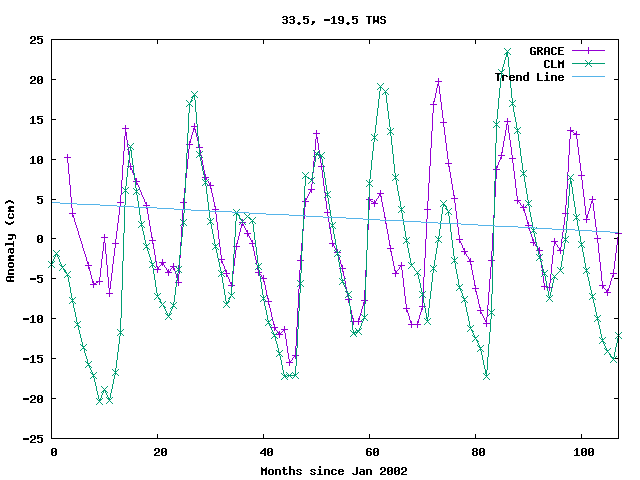 33.5, -19.5 TWS
GRACE
CLM
Trend Line
Anomaly (cm)
25
20
15
10
5
0
-5
-10
-15
-20
-25
0 20 40 60 80 100
Months since Jan 2002